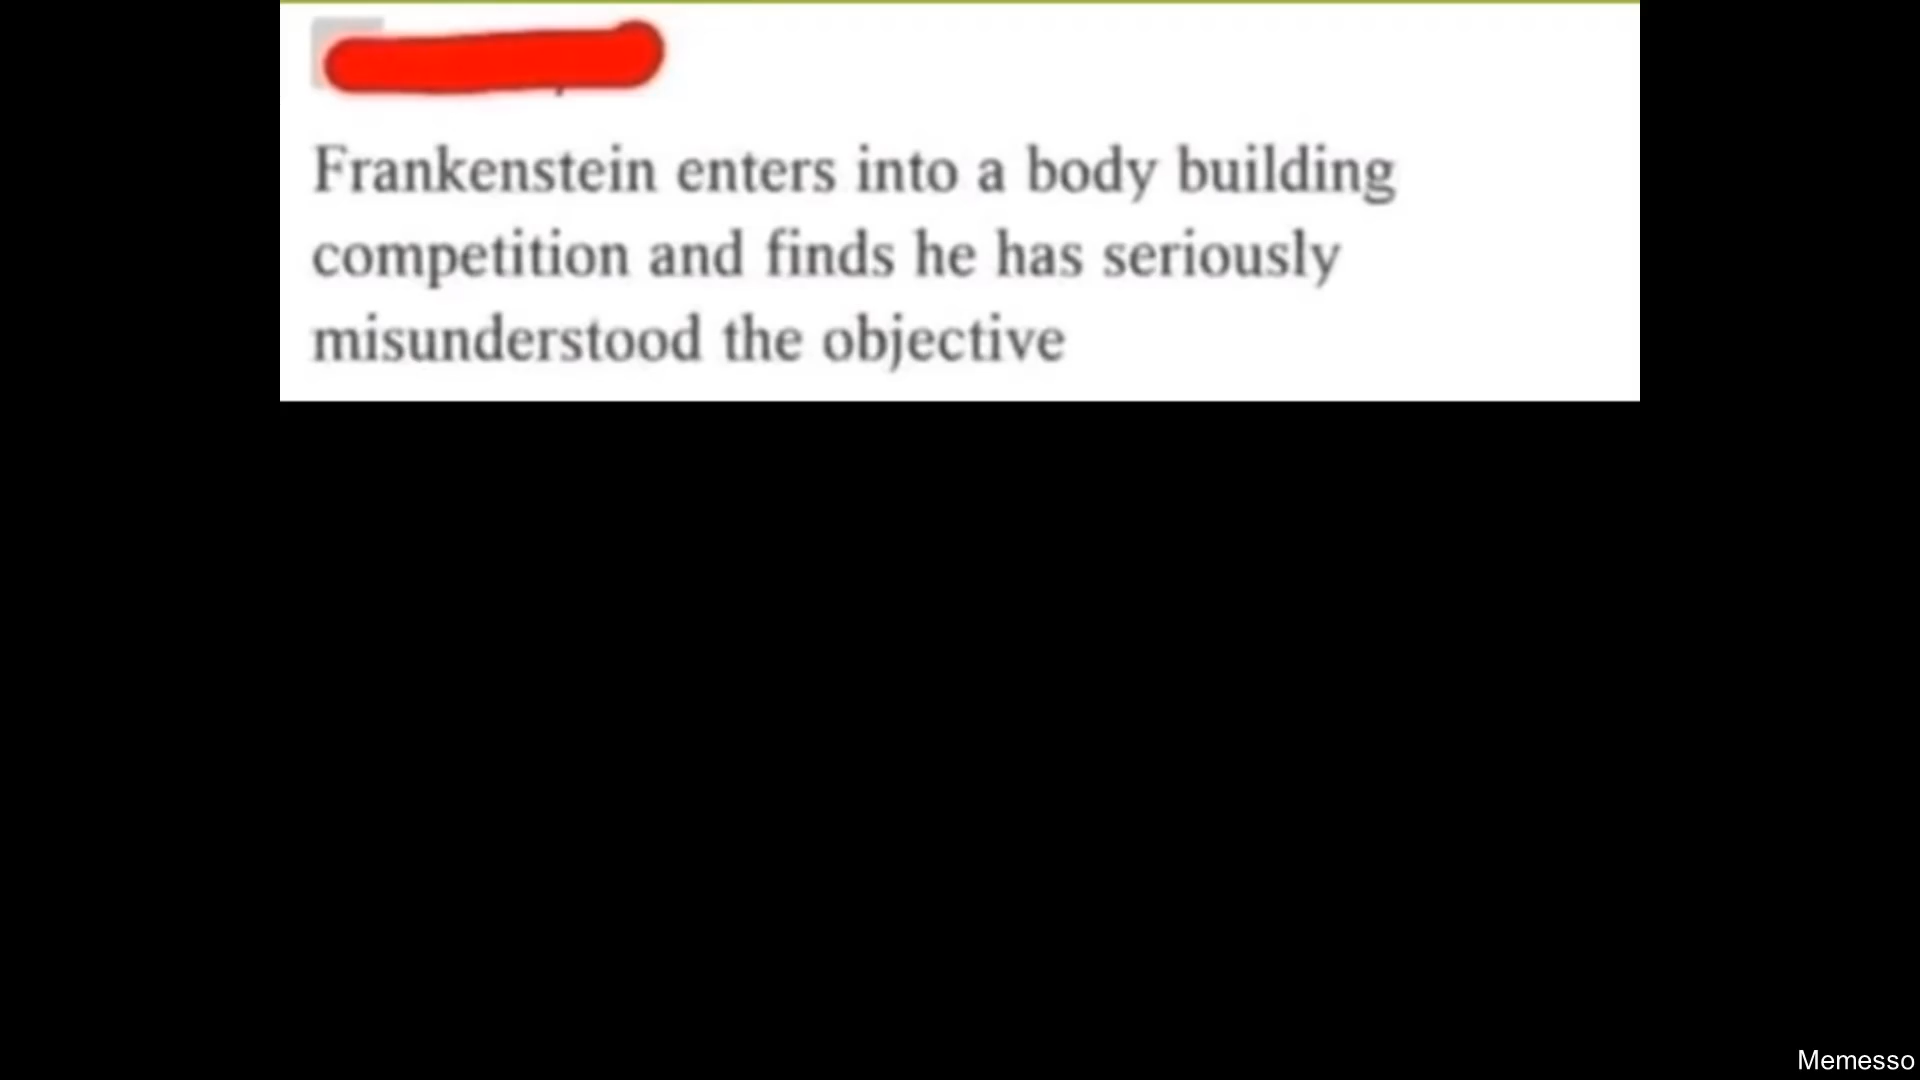 Frankenstein enters into a body building
competition and finds he has seriously
misunderstood the objective
Memesso